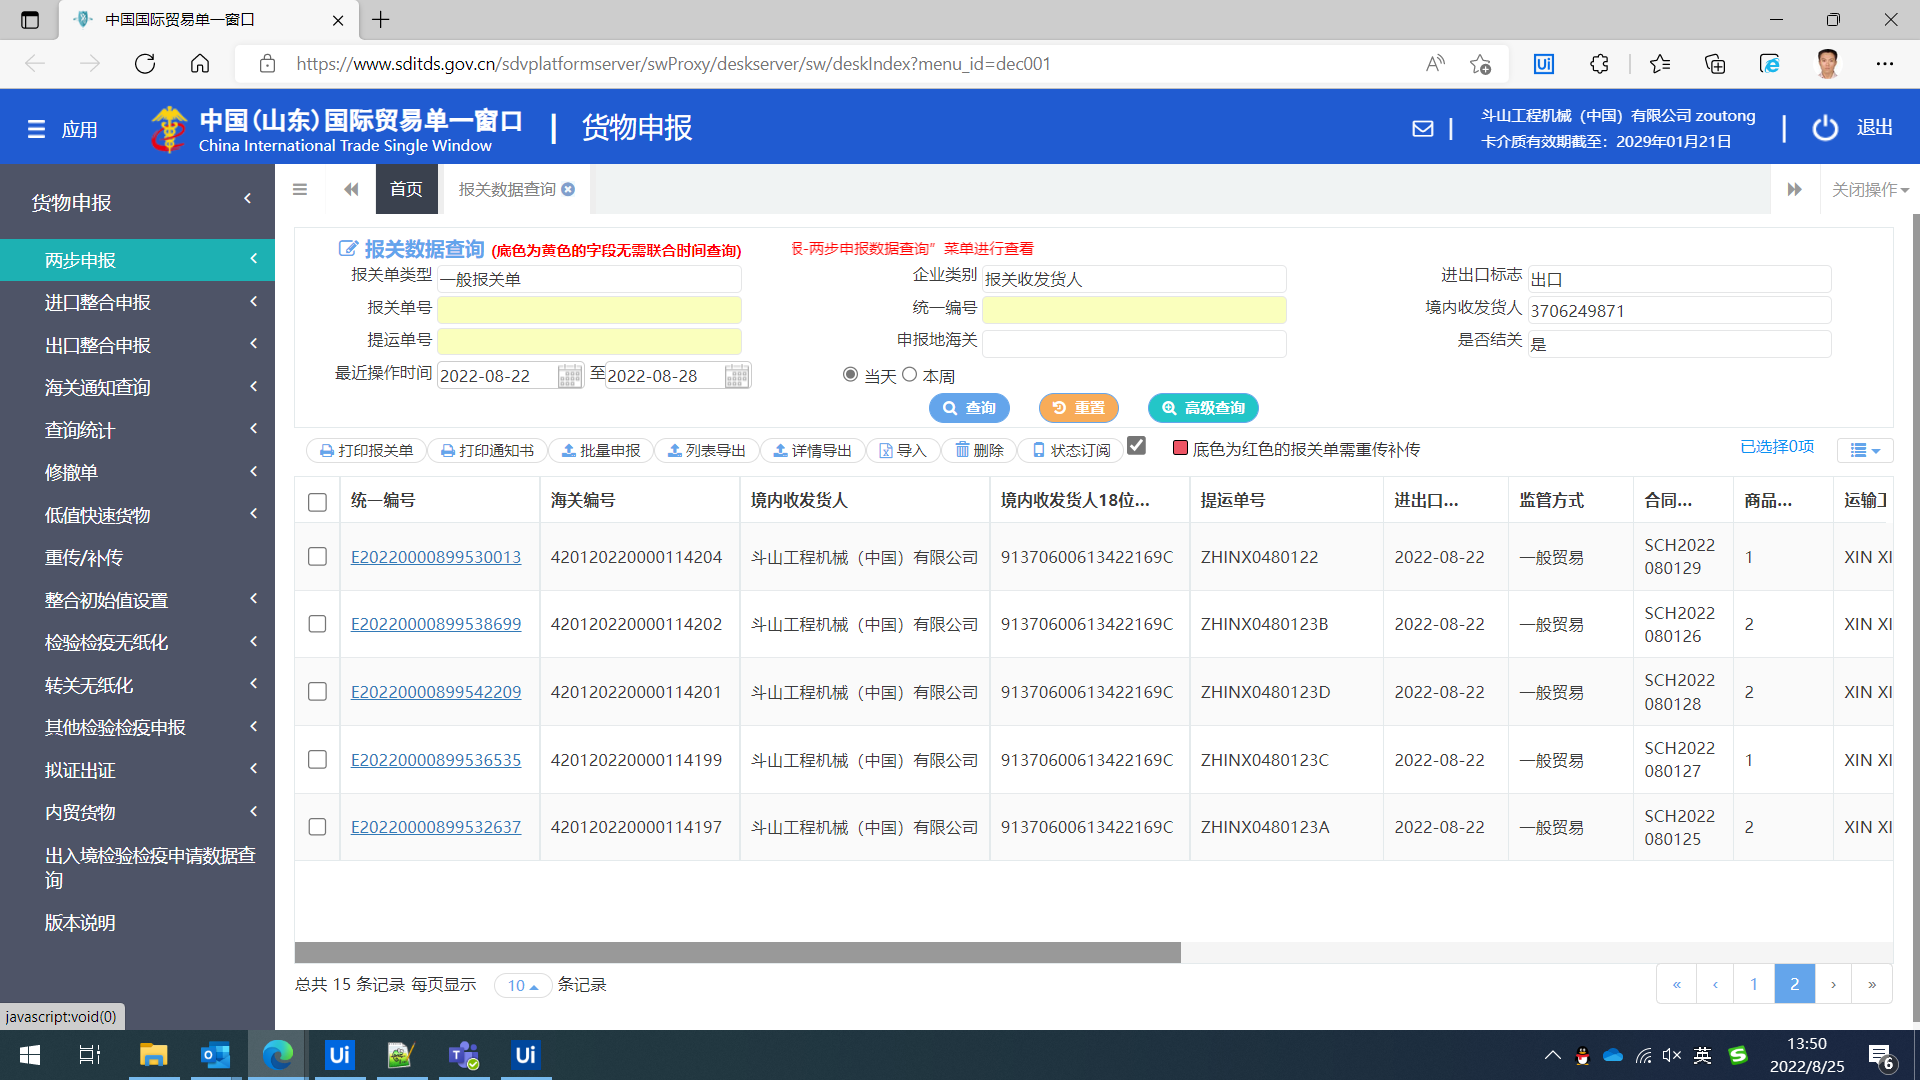 中国国际贸易单一窗口
https://www.sditds.gov.cn/sdvplatformserver/swProxy/deskserver/sw/deskIndex?menu_id=dec001
应用
中国(山东)国际贸易单一窗口
China International Trade Single Window
货物申报
斗山工程机械（中国）有限公司 zoutong
卡介质有效期截至：2029年01月21日
退出
货物申报
两步申报
进口整合申报
出口整合申报
海关通知查询
查询统计
修撤单
低值快速货物
重传/补传
整合初始值设置
检验检疫无纸化
转关无纸化
其他检验检疫申报
拟证出证
内贸货物
出入境检验检疫申请数据查
询
版本说明
首页
报关数据查询
关闭操作
报关数据查询 (底色为黄色的字段无需联合时间查询)
报-两步申报数据查询”菜单进行查看
报关单类型 一般报关单 企业类别 报关收发货人 进出口标志 出口
报关单号 统一编号 境内收发货人 3706249871
提运单号 申报地海关 是否结关 是
最近操作时间 2022-08-22 至 2022-08-28 当天 本周
查询 重置 高级查询
打印报关单 打印通知书 批量申报 列表导出 详情导出 导入 删除 状态订阅 底色为红色的报关单需重传补传 已选择0项
统一编号 海关编号 境内收发货人 境内收发货人18位... 提运单号 进出口... 监管方式 合同... 商品... 运输工
E20220000899530013 420120220000114204 斗山工程机械（中国）有限公司 91370600613422169C ZHINX0480122 2022-08-22 一般贸易 SCH2022080129 1 XIN XI
E20220000899538699 420120220000114202 斗山工程机械（中国）有限公司 91370600613422169C ZHINX0480123B 2022-08-22 一般贸易 SCH2022080126 2 XIN XI
E20220000899542209 420120220000114201 斗山工程机械（中国）有限公司 91370600613422169C ZHINX0480123D 2022-08-22 一般贸易 SCH2022080128 2 XIN XI
E20220000899536535 420120220000114199 斗山工程机械（中国）有限公司 91370600613422169C ZHINX0480123C 2022-08-22 一般贸易 SCH2022080127 1 XIN XI
E20220000899532637 420120220000114197 斗山工程机械（中国）有限公司 91370600613422169C ZHINX0480123A 2022-08-22 一般贸易 SCH2022080125 2 XIN XI
总共 15 条记录 每页显示 10 条记录
« ‹ 1 2 › »
javascript:void(0)
Ui
Ui
英
13:50
2022/8/25
6